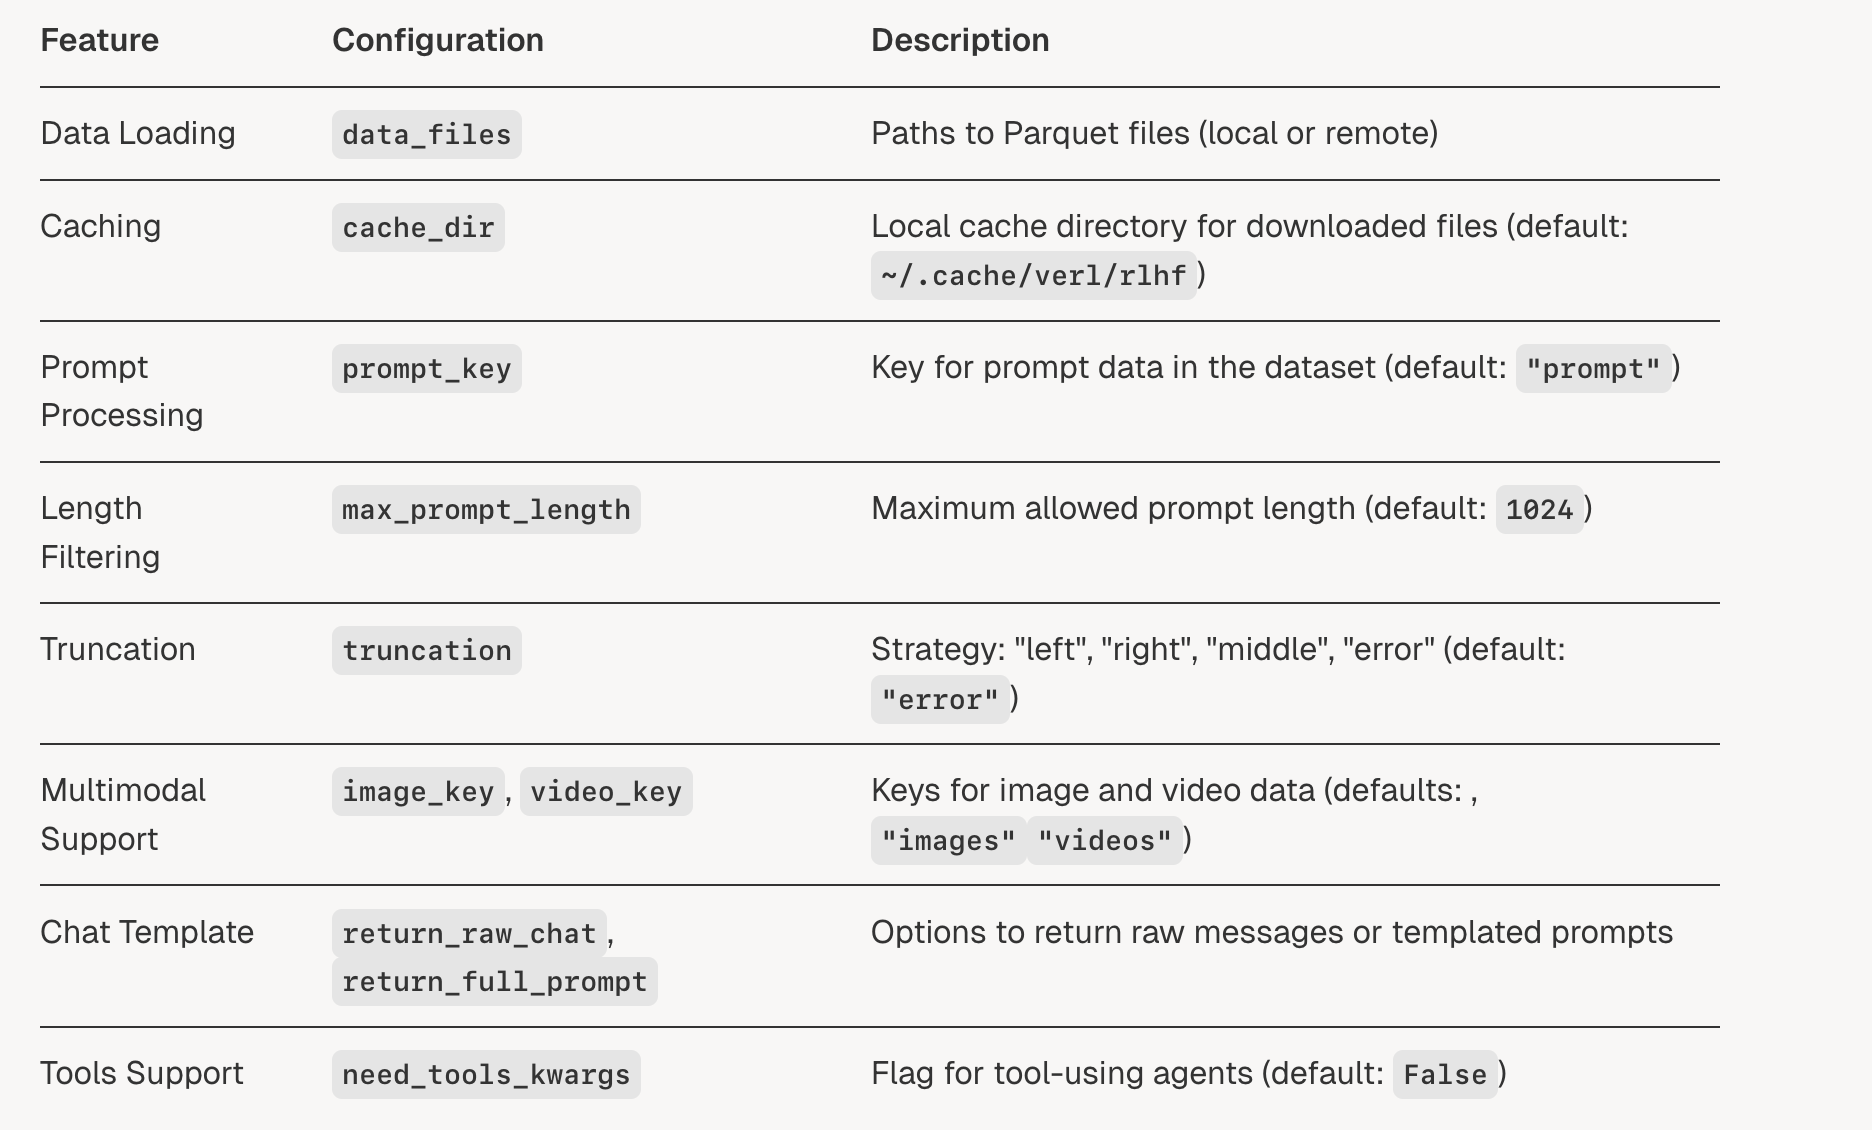 Feature Configuration Description
Data Loading data_files Paths to Parquet files (local or remote)
Caching cache_dir Local cache directory for downloaded files (default:
~/.cache/verl/rlhf)
Prompt prompt_key Key for prompt data in the dataset (default: "prompt")
Processing
Length max_prompt_length Maximum allowed prompt length (default: 1024)
Filtering
Truncation truncation Strategy: "left", "right", "middle", "error" (default:
"error")
Multimodal image_key, video_key Keys for image and video data (defaults: ,
Support "images" "videos")
Chat Template return_raw_chat, Options to return raw messages or templated prompts
return_full_prompt
Tools Support need_tools_kwargs Flag for tool-using agents (default: False)